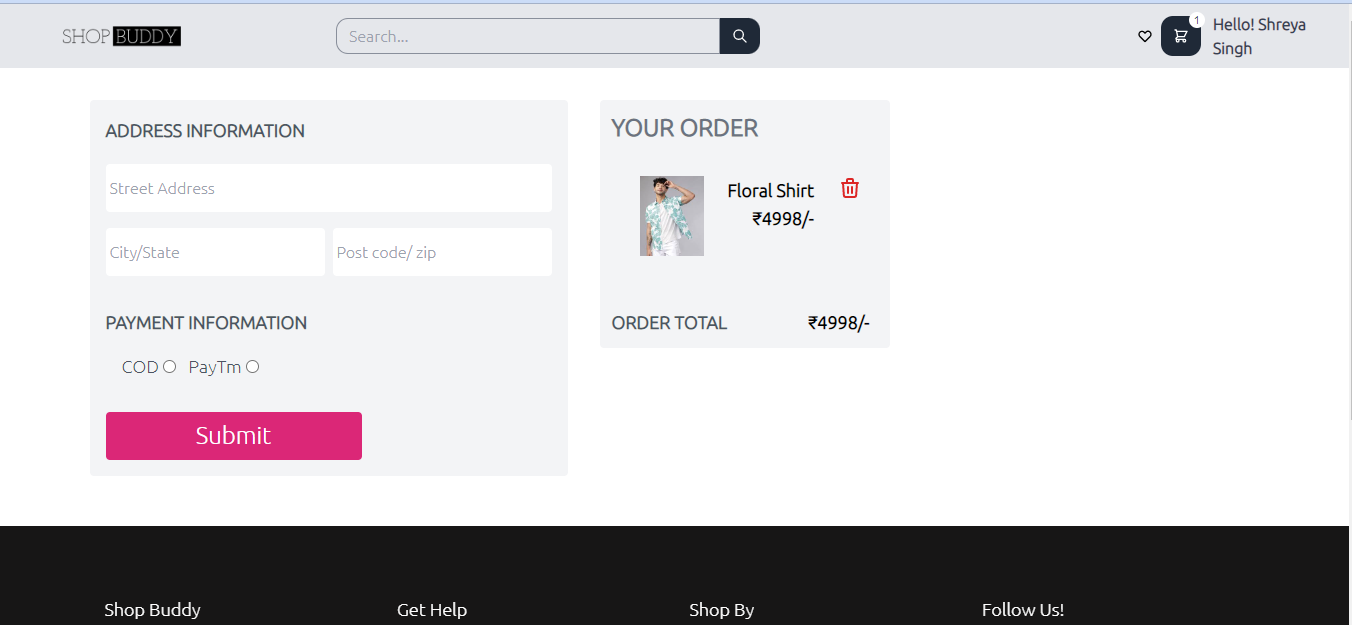 SHOP BUDDY
Search...
1
Hello! Shreya
Singh
ADDRESS INFORMATION
Street Address
City/State
Post code/ zip
PAYMENT INFORMATION
COD
PayTm
Submit
YOUR ORDER
Floral Shirt
₹4998/-
ORDER TOTAL
₹4998/-
Shop Buddy
Get Help
Shop By
Follow Us!